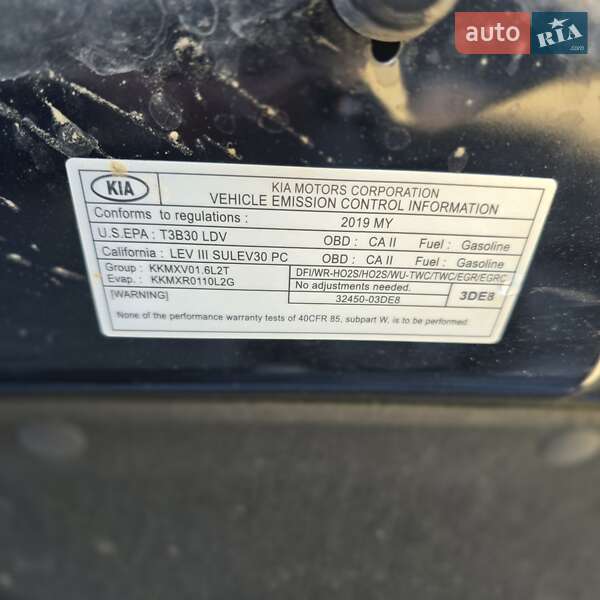 auto RIA.com
KIA
KIA MOTORS CORPORATION
VEHICLE EMISSION CONTROL INFORMATION
Conforms to regulations : 2019 MY
U.S.EPA : T3B30 LDV OBD : CA II Fuel : Gasoline
California : LEV III SULEV30 PC OBD : CA II Fuel : Gasoline
Group : KKMXV01.6L2T DFI/WR-HO2S/HO2S/WU-TWC/TWC/EGR/EGRC
Evap. : KKMXR0110L2G No adjustments needed.
[WARNING] 32450-03DE8 3DE8
None of the performance warranty tests of 40CFR 85, subpart W, is to be performed.